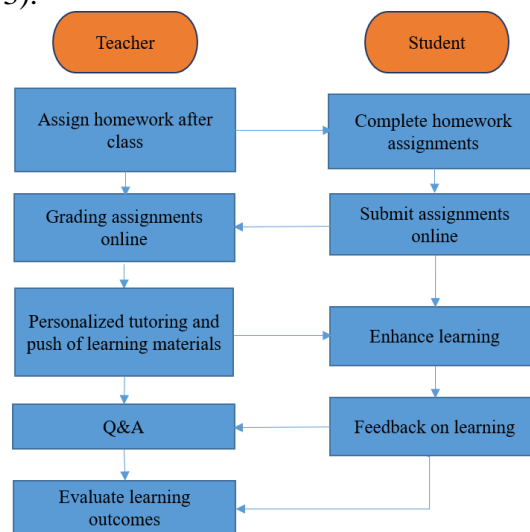 3).
Teacher
Student
Assign homework after
class
Complete homework
assignments
Grading assignments
online
Submit assignments
online
Personalized tutoring and
push of learning materials
Enhance learning
Q&A
Feedback on learning
Evaluate learning
outcomes